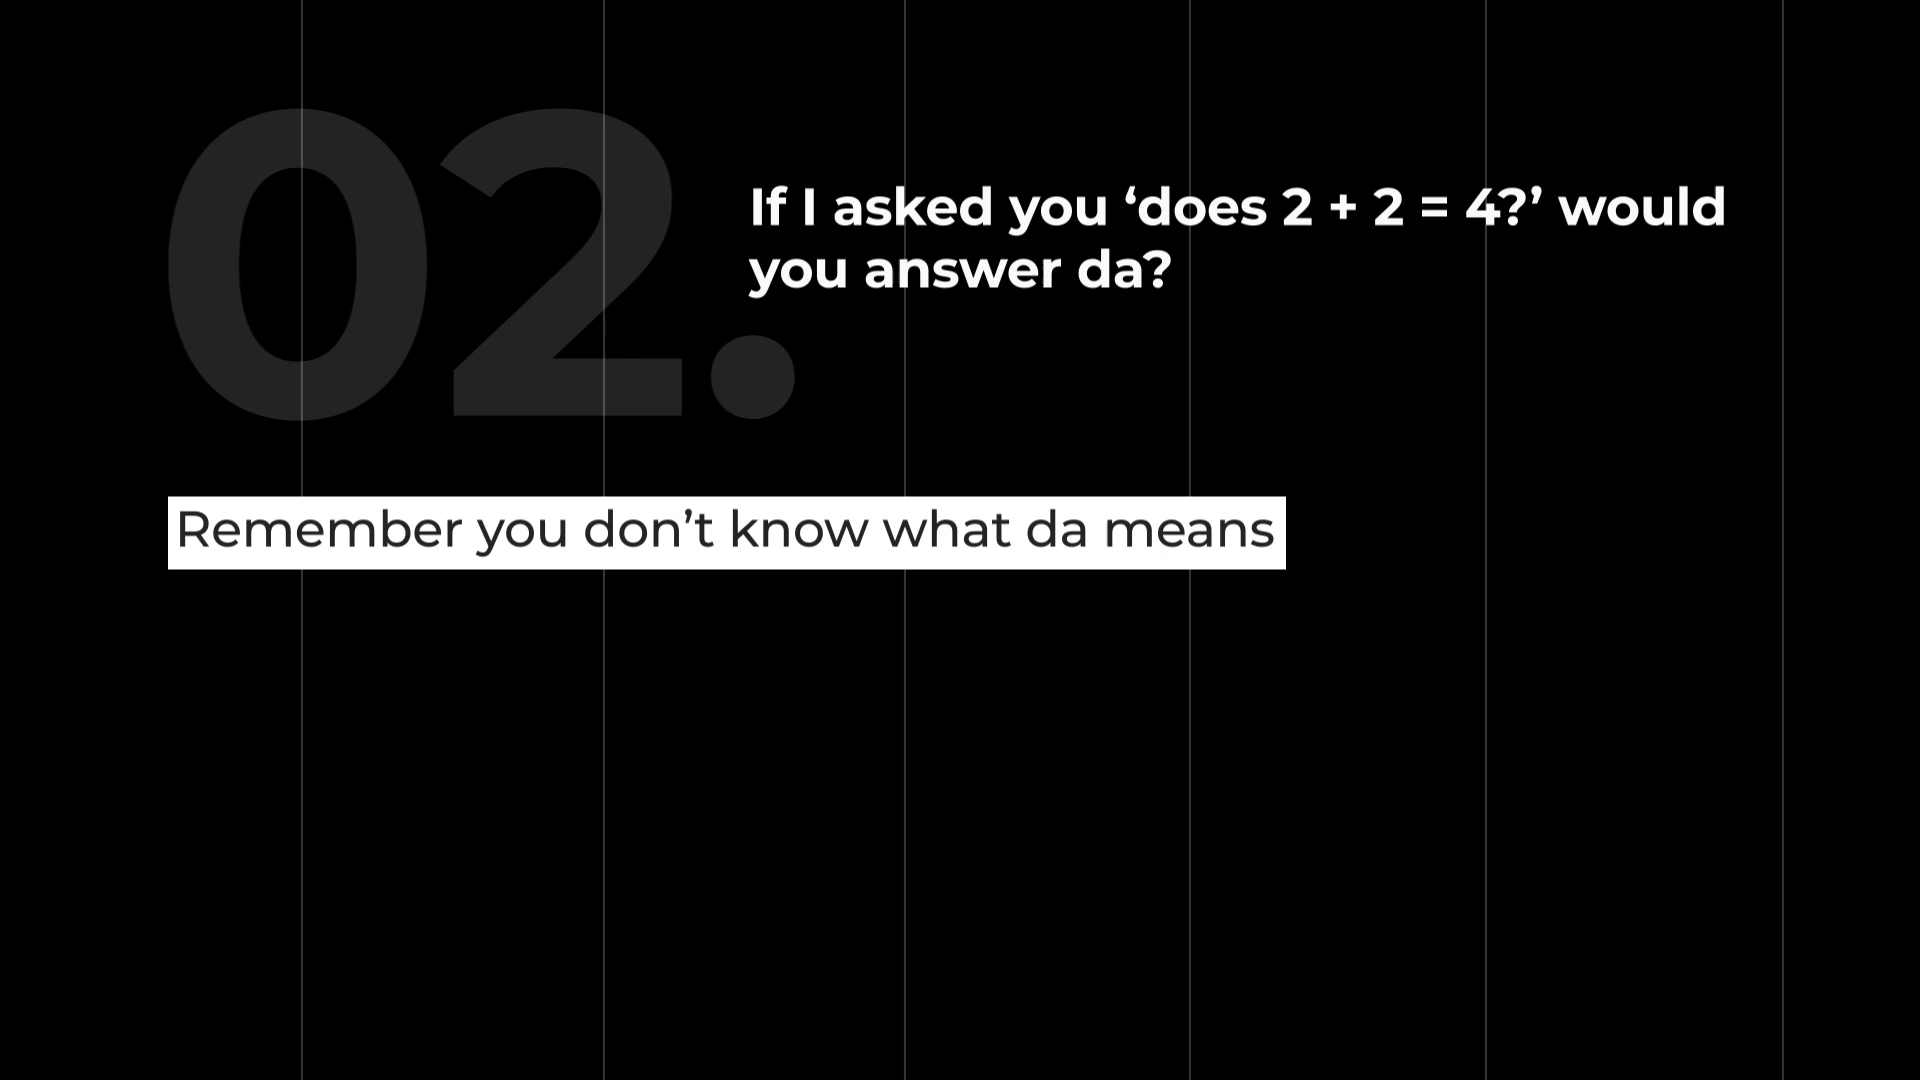 02.
If I asked you ‘does 2 + 2 = 4?’ would
you answer da?
Remember you don’t know what da means